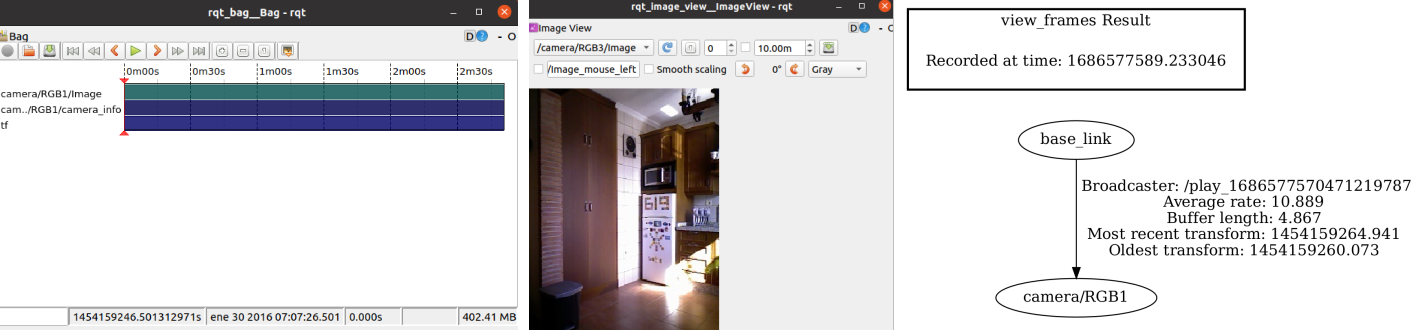 rqt_bag__Bag - rqt
Bag
D - O
0m00s 0m30s 1m00s 1m30s 2m00s 2m30s
camera/RGB1/Image
cam../RGB1/camera_info
tf
1454159246.501312971s ene 30 2016 07:07:26.501 0.000s 402.41 MB
rqt_image_view__ImageView - rqt
Image View
D - O
/camera/RGB3/Image 0 10.00m
/Image_mouse_left Smooth scaling 0° Gray
619
view_frames Result
Recorded at time: 1686577589.233046
base_link
Broadcaster: /play_1686577570471219787
Average rate: 10.889
Buffer length: 4.867
Most recent transform: 1454159264.941
Oldest transform: 1454159260.073
camera/RGB1